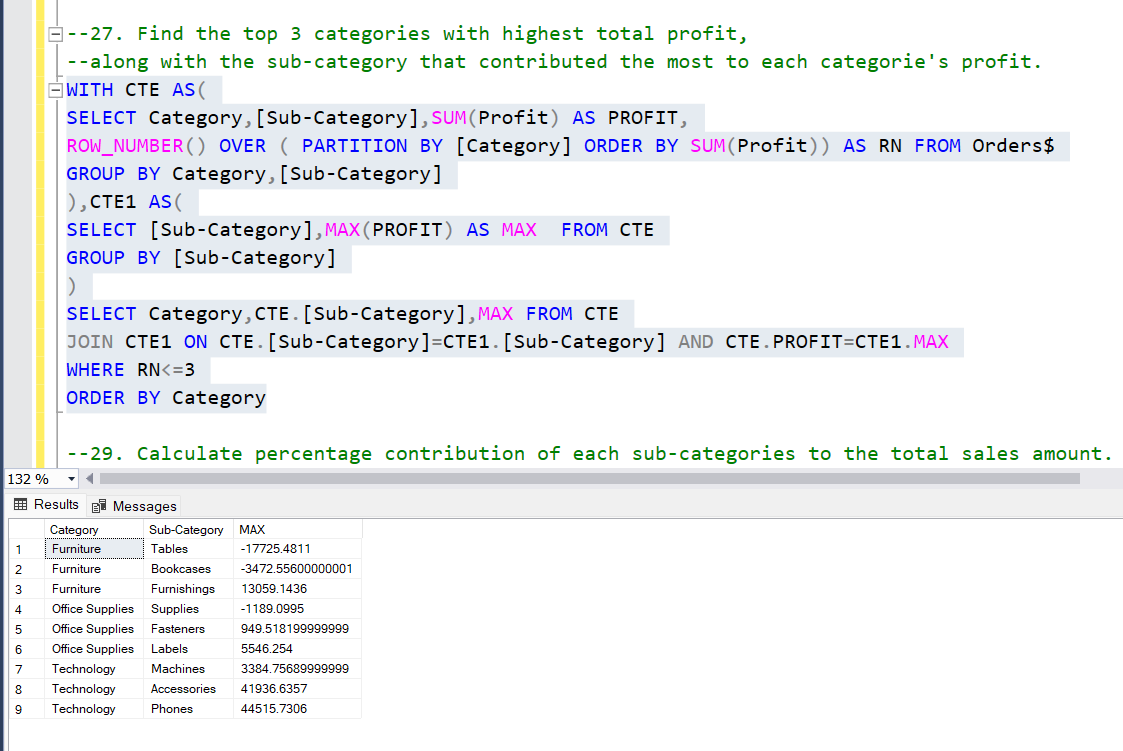 --27. Find the top 3 categories with highest total profit,
--along with the sub-category that contributed the most to each categorie's profit.
WITH CTE AS(
SELECT Category,[Sub-Category],SUM(Profit) AS PROFIT,
ROW_NUMBER() OVER ( PARTITION BY [Category] ORDER BY SUM(Profit)) AS RN FROM Orders$
GROUP BY Category,[Sub-Category]
),CTE1 AS(
SELECT [Sub-Category],MAX(PROFIT) AS MAX  FROM CTE
GROUP BY [Sub-Category]
)
SELECT Category,CTE.[Sub-Category],MAX FROM CTE
JOIN CTE1 ON CTE.[Sub-Category]=CTE1.[Sub-Category] AND CTE.PROFIT=CTE1.MAX
WHERE RN<=3
ORDER BY Category
--29. Calculate percentage contribution of each sub-categories to the total sales amount.
132 %
Results Messages
Category Sub-Category MAX
1 Furniture Tables -17725.4811
2 Furniture Bookcases -3472.55600000001
3 Furniture Furnishings 13059.1436
4 Office Supplies Supplies -1189.0995
5 Office Supplies Fasteners 949.518199999999
6 Office Supplies Labels 5546.254
7 Technology Machines 3384.75689999999
8 Technology Accessories 41936.6357
9 Technology Phones 44515.7306